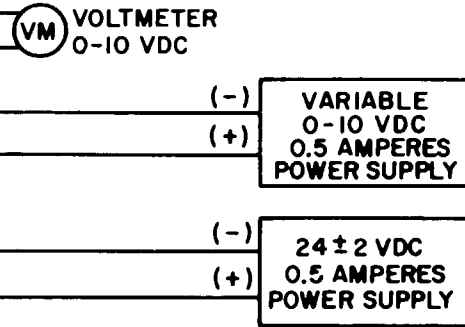 VM VOLTMETER
0-10 VDC
(-)
(+)
VARIABLE
0-10 VDC
0.5 AMPERES
POWER SUPPLY
(-)
(+)
24 ± 2 VDC
0.5 AMPERES
POWER SUPPLY